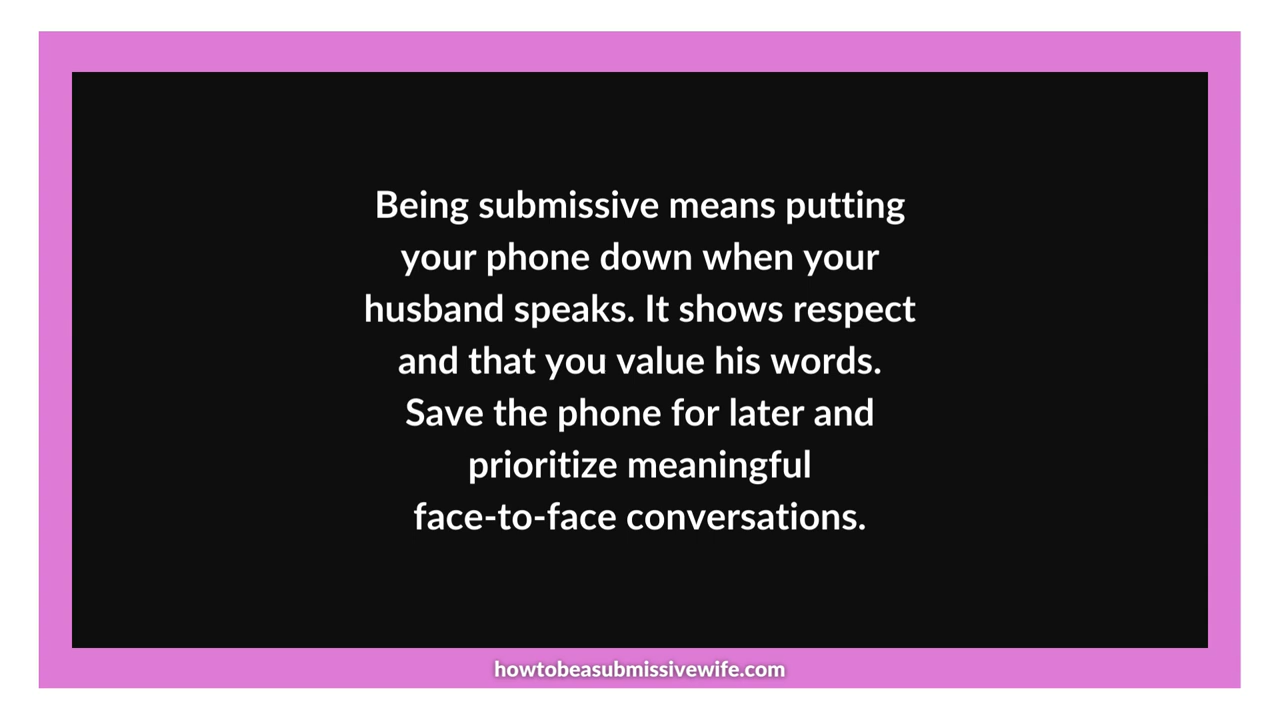 Being submissive means putting
your phone down when your
husband speaks. It shows respect
and that you value his words.
Save the phone for later and
prioritize meaningful
face-to-face conversations.
howtobeasubmissivewife.com